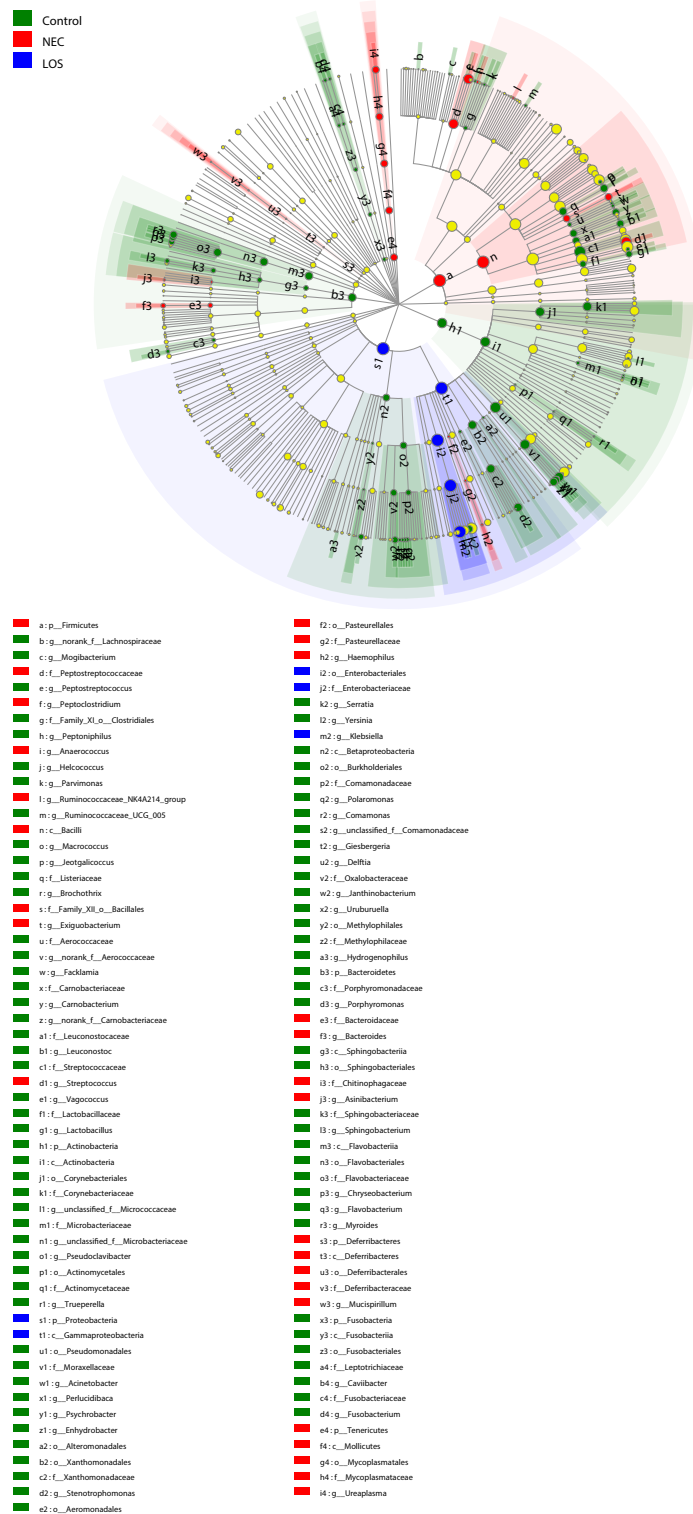 Control
NEC
LOS
a : p__Firmicutes
b : g__norank_f__Lachnospiraceae
c : g__Mogibacterium
d : f__Peptostreptococcaceae
e : g__Peptostreptococcus
f : g__Peptoclostridium
g : f__Family_XI_o__Clostridiales
h : g__Peptoniphilus
i : g__Anaerococcus
j : g__Helcococcus
k : g__Parvimonas
l : g__Ruminococcaceae_NK4A214_group
m : g__Ruminococcaceae_UCG_005
n : c__Bacilli
o : g__Macrococcus
p : g__Jeotgalicoccus
q : f__Listeriaceae
r : g__Brochothrix
s : f__Family_XII_o__Bacillales
t : g__Exiguobacterium
u : f__Aerococcaceae
v : g__norank_f__Aerococcaceae
w : g__Facklamia
x : f__Carnobacteriaceae
y : g__Carnobacterium
z : g__norank_f__Carnobacteriaceae
a1 : f__Leuconostocaceae
b1 : g__Leuconostoc
c1 : f__Streptococcaceae
d1 : g__Streptococcus
e1 : g__Vagococcus
f1 : f__Lactobacillaceae
g1 : g__Lactobacillus
h1 : p__Actinobacteria
i1 : c__Actinobacteria
j1 : o__Corynebacteriales
k1 : f__Corynebacteriaceae
l1 : g__unclassified_f__Micrococcaceae
m1 : f__Microbacteriaceae
n1 : g__unclassified_f__Microbacteriaceae
o1 : g__Pseudoclavibacter
p1 : o__Actinomycetales
q1 : f__Actinomycetaceae
r1 : g__Trueperella
s1 : p__Proteobacteria
t1 : c__Gammaproteobacteria
u1 : o__Pseudomonadales
v1 : f__Moraxellaceae
w1 : g__Acinetobacter
x1 : g__Perlucidibaca
y1 : g__Psychrobacter
z1 : g__Enhydrobacter
a2 : o__Alteromonadales
b2 : o__Xanthomonadales
c2 : f__Xanthomonadaceae
d2 : g__Stenotrophomonas
e2 : o__Aeromonadales
f2 : o__Pasteurellales
g2 : f__Pasteurellaceae
h2 : g__Haemophilus
i2 : o__Enterobacteriales
j2 : f__Enterobacteriaceae
k2 : g__Serratia
l2 : g__Yersinia
m2 : g__Klebsiella
n2 : c__Betaproteobacteria
o2 : o__Burkholderiales
p2 : f__Comamonadaceae
q2 : g__Polaromonas
r2 : g__Comamonas
s2 : g__unclassified_f__Comamonadaceae
t2 : g__Giesbergeria
u2 : g__Delftia
v2 : f__Oxalobacteraceae
w2 : g__Janthinobacterium
x2 : g__Uruburuella
y2 : o__Methylophilales
z2 : f__Methylophilaceae
a3 : g__Hydrogenophilus
b3 : p__Bacteroidetes
c3 : f__Porphyromonadaceae
d3 : g__Porphyromonas
e3 : f__Bacteroidaceae
f3 : g__Bacteroides
g3 : c__Sphingobacteriia
h3 : o__Sphingobacteriales
i3 : f__Chitinophagaceae
j3 : g__Asinibacterium
k3 : f__Sphingobacteriaceae
l3 : g__Sphingobacterium
m3 : c__Flavobacteriia
n3 : o__Flavobacteriales
o3 : f__Flavobacteriaceae
p3 : g__Chryseobacterium
q3 : g__Flavobacterium
r3 : g__Myroides
s3 : p__Deferribacteres
t3 : c__Deferribacteres
u3 : o__Deferribacterales
v3 : f__Deferribacteraceae
w3 : g__Mucispirillum
x3 : p__Fusobacteria
y3 : c__Fusobacteriia
z3 : o__Fusobacteriales
a4 : f__Leptotrichiaceae
b4 : g__Caviibacter
c4 : f__Fusobacteriaceae
d4 : g__Fusobacterium
e4 : p__Tenericutes
f4 : c__Mollicutes
g4 : o__Mycoplasmatales
h4 : f__Mycoplasmataceae
i4 : g__Ureaplasma